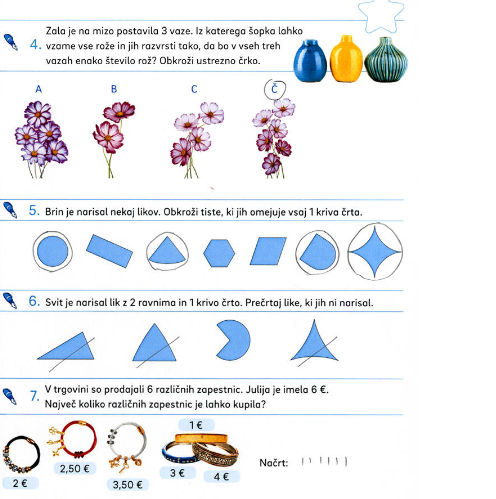 Zala je na mizo postavila 3 vaze. Iz katerega šopka lahko
4. vzame vse rože in jih razvrsti tako, da bo v vseh treh
vazah enako število rož? Obkroži ustrezno črko.
A B C Č
5. Brin je narisal nekaj likov. Obkroži tiste, ki jih omejuje vsaj 1 kriva črta.
6. Svit je narisal lik z 2 ravnima in 1 krivo črto. Prečrtaj like, ki jih ni narisal.
7. V trgovini so prodajali 6 različnih zapestnic. Julija je imela 6 €.
Največ koliko različnih zapestnic je lahko kupila?
1 €
2,50 €
3 €
4 €
2 €
3,50 €
Načrt: